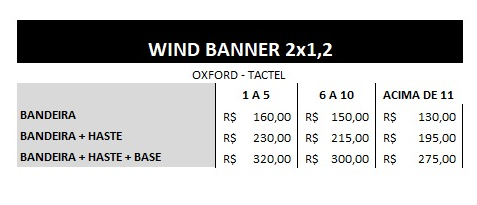 WIND BANNER 2x1,2
OXFORD - TACTEL
1 A 5 6 A 10 ACIMA DE 11
BANDEIRA R$ 160,00 R$ 150,00 R$ 130,00
BANDEIRA + HASTE R$ 230,00 R$ 215,00 R$ 195,00
BANDEIRA + HASTE + BASE R$ 320,00 R$ 300,00 R$ 275,00